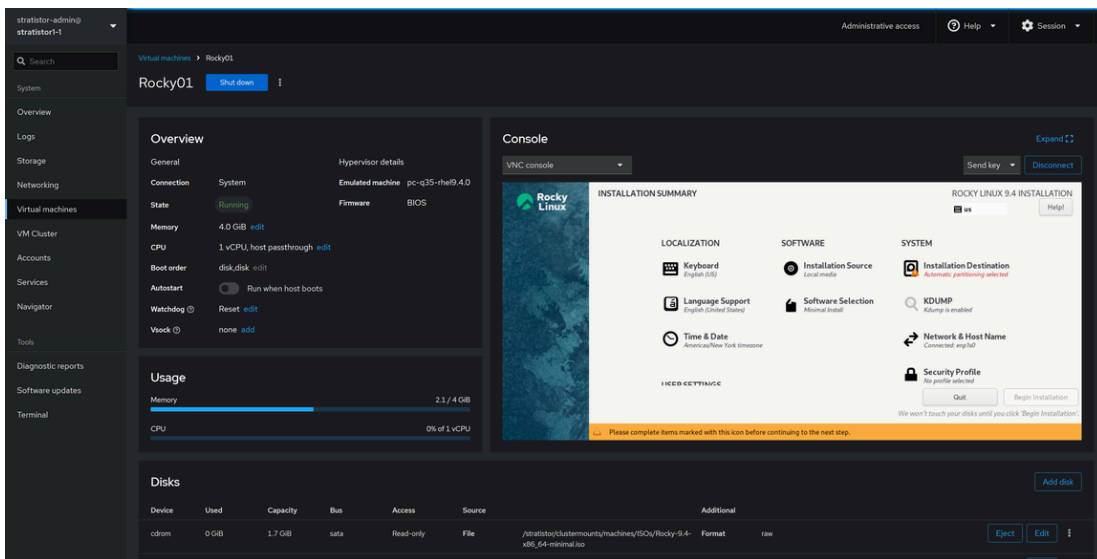 stratistor-admin@
stratistor1-1
Administrative access
Help
Session
Search
System
Overview
Logs
Storage
Networking
Virtual machines
VM Cluster
Accounts
Services
Navigator
Tools
Diagnostic reports
Software updates
Terminal
Virtual machines > Rocky01
Rocky01
Shut down
Overview
General
Hypervisor details
Connection System
Emulated machine pc-q35-rhel9.4.0
State Running
Firmware BIOS
Memory 4.0 GiB edit
CPU 1 vCPU, host passthrough edit
Boot order disk,disk edit
Autostart Run when host boots
Watchdog Reset edit
Vsock none add
Usage
Memory 2.1 / 4 GiB
CPU 0% of 1 vCPU
Console
Expand
VNC console
Send key
Disconnect
Rocky
Linux
INSTALLATION SUMMARY
ROCKY LINUX 9.4 INSTALLATION
us
Help!
LOCALIZATION
Keyboard
English (US)
Language Support
English (United States)
Time & Date
Americas/New York timezone
USER SETTINGS
SOFTWARE
Installation Source
Local media
Software Selection
Minimal Install
SYSTEM
Installation Destination
Automatic partitioning selected
KDUMP
Kdump is enabled
Network & Host Name
Connected: enp1s0
Security Profile
No profile selected
Quit
Begin Installation
We won't touch your disks until you click 'Begin Installation'.
Please complete items marked with this icon before continuing to the next step.
Disks
Add disk
Device Used Capacity Bus Access Source Additional
cdrom 0 GiB 1.7 GiB sata Read-only File /stratistor/clustermounts/machines/ISOs/Rocky-9.4- Format raw Eject Edit
x86_64-minimal.iso